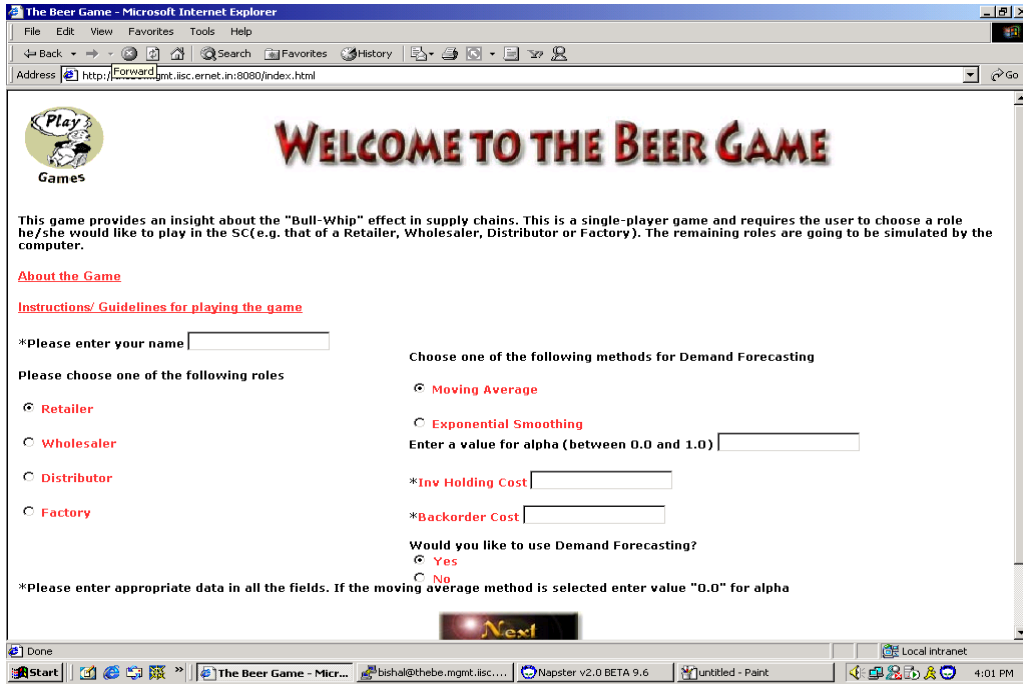 The Beer Game - Microsoft Internet Explorer
File Edit View Favorites Tools Help
Back Search Favorites History
Address http:/ mgmt.iisc.ernet.in:8080/index.html Go
Forward
Play
Games
WELCOME TO THE BEER GAME
This game provides an insight about the "Bull-Whip" effect in supply chains. This is a single-player game and requires the user to choose a role
he/she would like to play in the SC(e.g. that of a Retailer, Wholesaler, Distributor or Factory). The remaining roles are going to be simulated by the
computer.
About the Game
Instructions/ Guidelines for playing the game
*Please enter your name
Please choose one of the following roles
Retailer
Wholesaler
Distributor
Factory
Choose one of the following methods for Demand Forecasting
Moving Average
Exponential Smoothing
Enter a value for alpha (between 0.0 and 1.0)
*Inv Holding Cost
*Backorder Cost
Would you like to use Demand Forecasting?
Yes
No
*Please enter appropriate data in all the fields. If the moving average method is selected enter value "0.0" for alpha
Next
Done Local intranet
Start » The Beer Game - Micr... bishal@thebe.mgmt.iisc.... Napster v2.0 BETA 9.6 untitled - Paint 4:01 PM